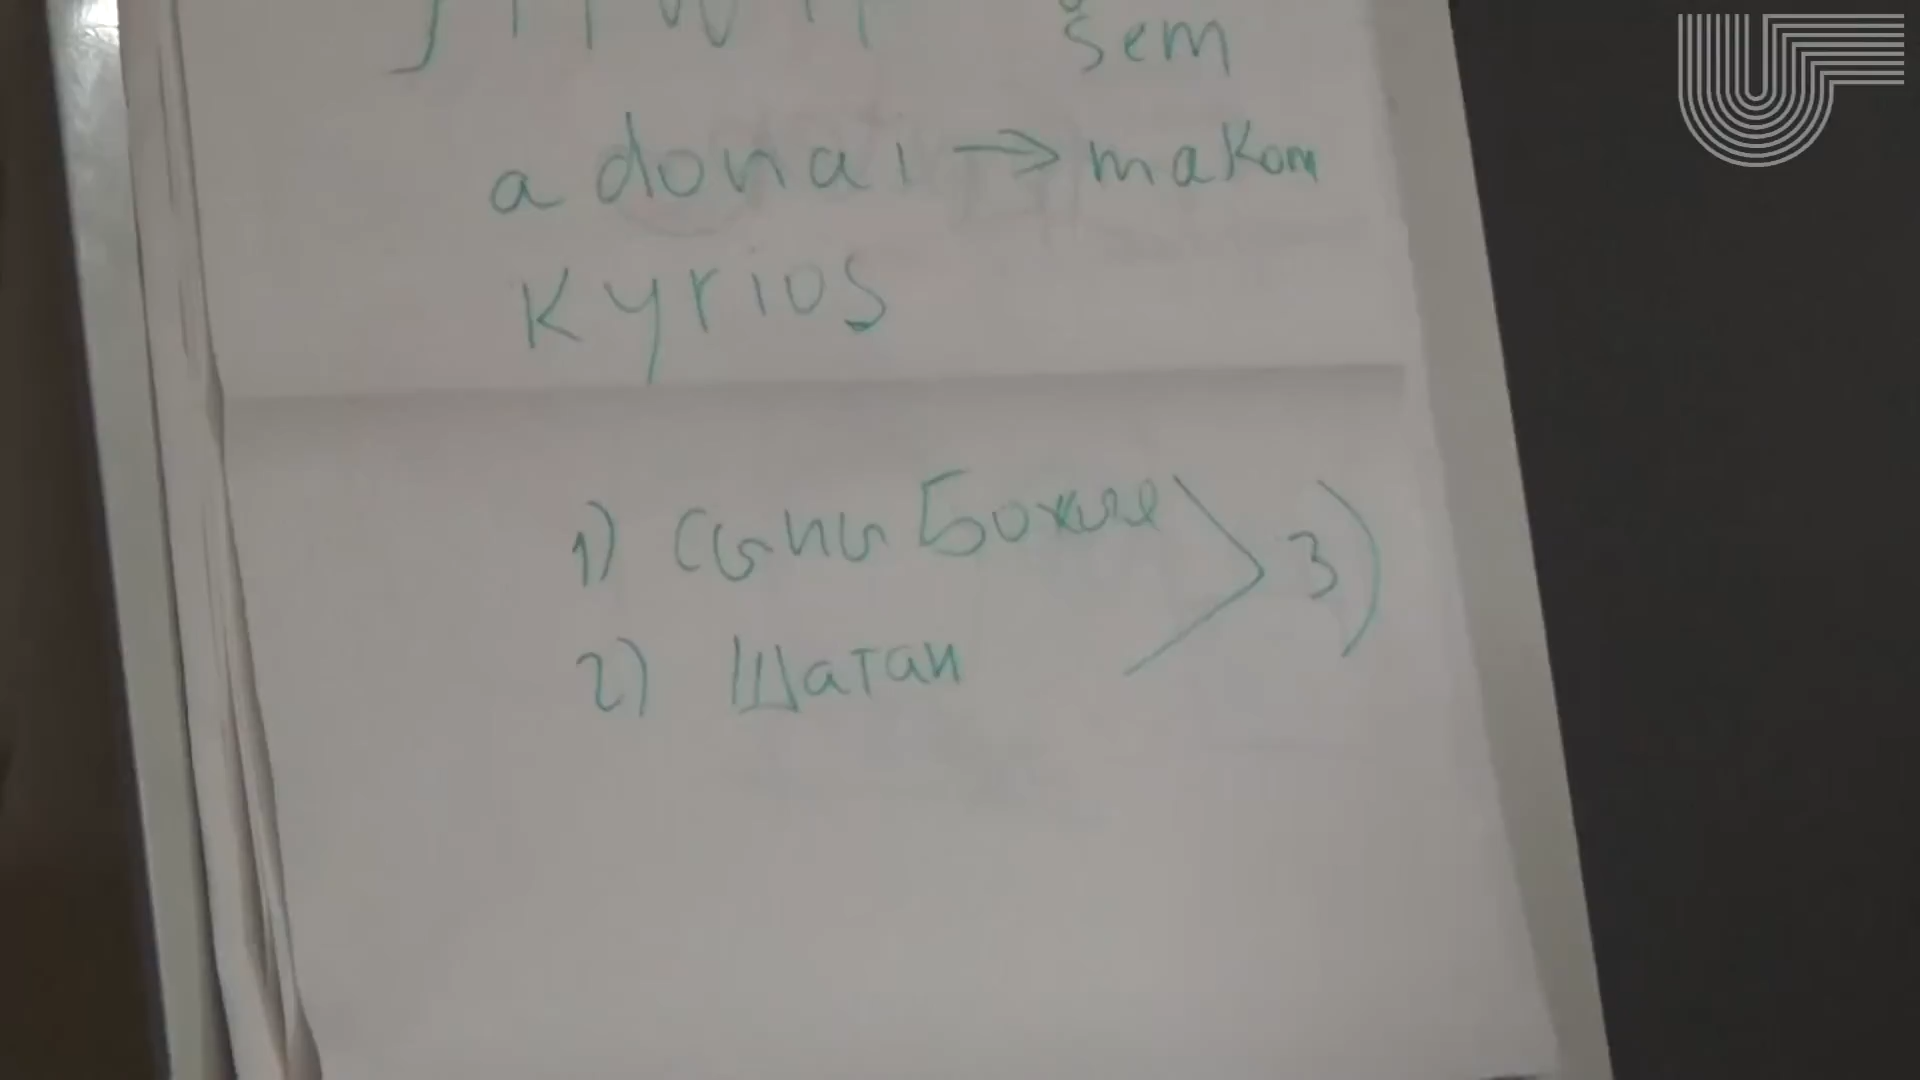 šem
adonai → makom
Kyrios
1) Сыны Божие
2) Шатан
3)